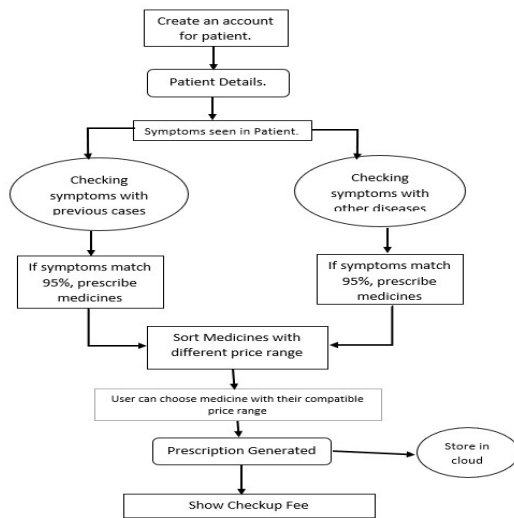 Create an account
for patient.
Patient Details.
Symptoms seen in Patient.
Checking
symptoms with
previous cases
Checking
symptoms with
other diseases
If symptoms match
95%, prescribe
medicines
If symptoms match
95%, prescribe
medicines
Sort Medicines with
different price range
User can choose medicine with their compatible
price range
Prescription Generated
Store in
cloud
Show Checkup Fee